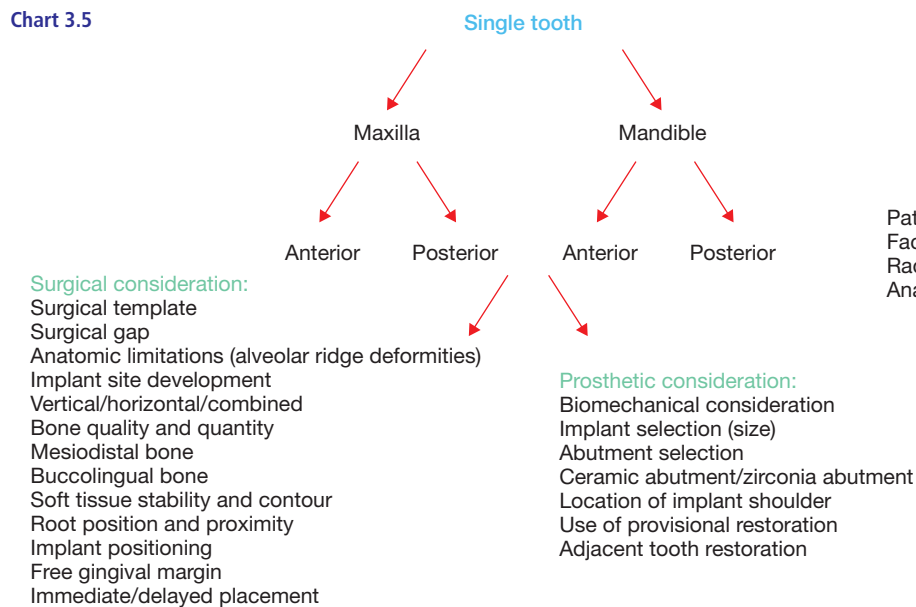 Chart 3.5
Single tooth
Maxilla
Mandible
Anterior
Posterior
Anterior
Posterior
Surgical consideration:
Surgical template
Surgical gap
Anatomic limitations (alveolar ridge deformities)
Implant site development
Vertical/horizontal/combined
Bone quality and quantity
Mesiodistal bone
Buccolingual bone
Soft tissue stability and contour
Root position and proximity
Implant positioning
Free gingival margin
Immediate/delayed placement
Prosthetic consideration:
Biomechanical consideration
Implant selection (size)
Abutment selection
Ceramic abutment/zirconia abutment
Location of implant shoulder
Use of provisional restoration
Adjacent tooth restoration